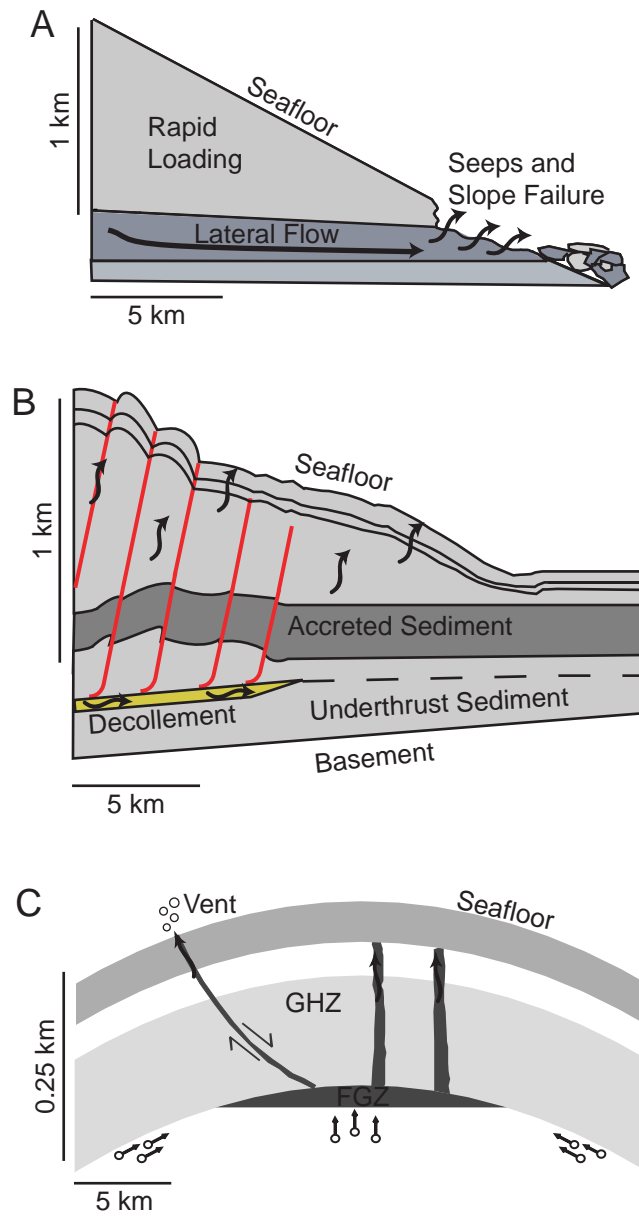 A
1 km
Seafloor
Rapid
Loading
Seeps and
Slope Failure
Lateral Flow
5 km
B
1 km
Seafloor
Accreted Sediment
Decollement
Underthrust Sediment
Basement
5 km
C
Vent
Seafloor
0.25 km
GHZ
FGZ
5 km